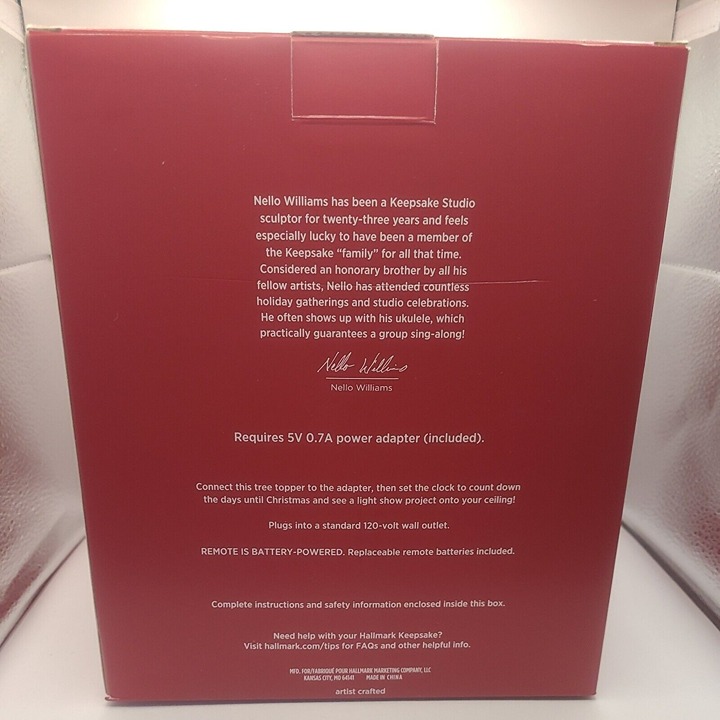 Nello Williams has been a Keepsake Studio
sculptor for twenty-three years and feels
especially lucky to have been a member of
the Keepsake “family” for all that time.
Considered an honorary brother by all his
fellow artists, Nello has attended countless
holiday gatherings and studio celebrations.
He often shows up with his ukulele, which
practically guarantees a group sing-along!
Nello Williams
Nello Williams
Requires 5V 0.7A power adapter (included).
Connect this tree topper to the adapter, then set the clock to count down
the days until Christmas and see a light show project onto your ceiling!
Plugs into a standard 120-volt wall outlet.
REMOTE IS BATTERY-POWERED. Replaceable remote batteries included.
Complete instructions and safety information enclosed inside this box.
Need help with your Hallmark Keepsake?
Visit hallmark.com/tips for FAQs and other helpful info.
MFD. FOR/FABRIQUÉ POUR HALLMARK MARKETING COMPANY, LLC
KANSAS CITY, MO 64141 MADE IN CHINA
artist crafted